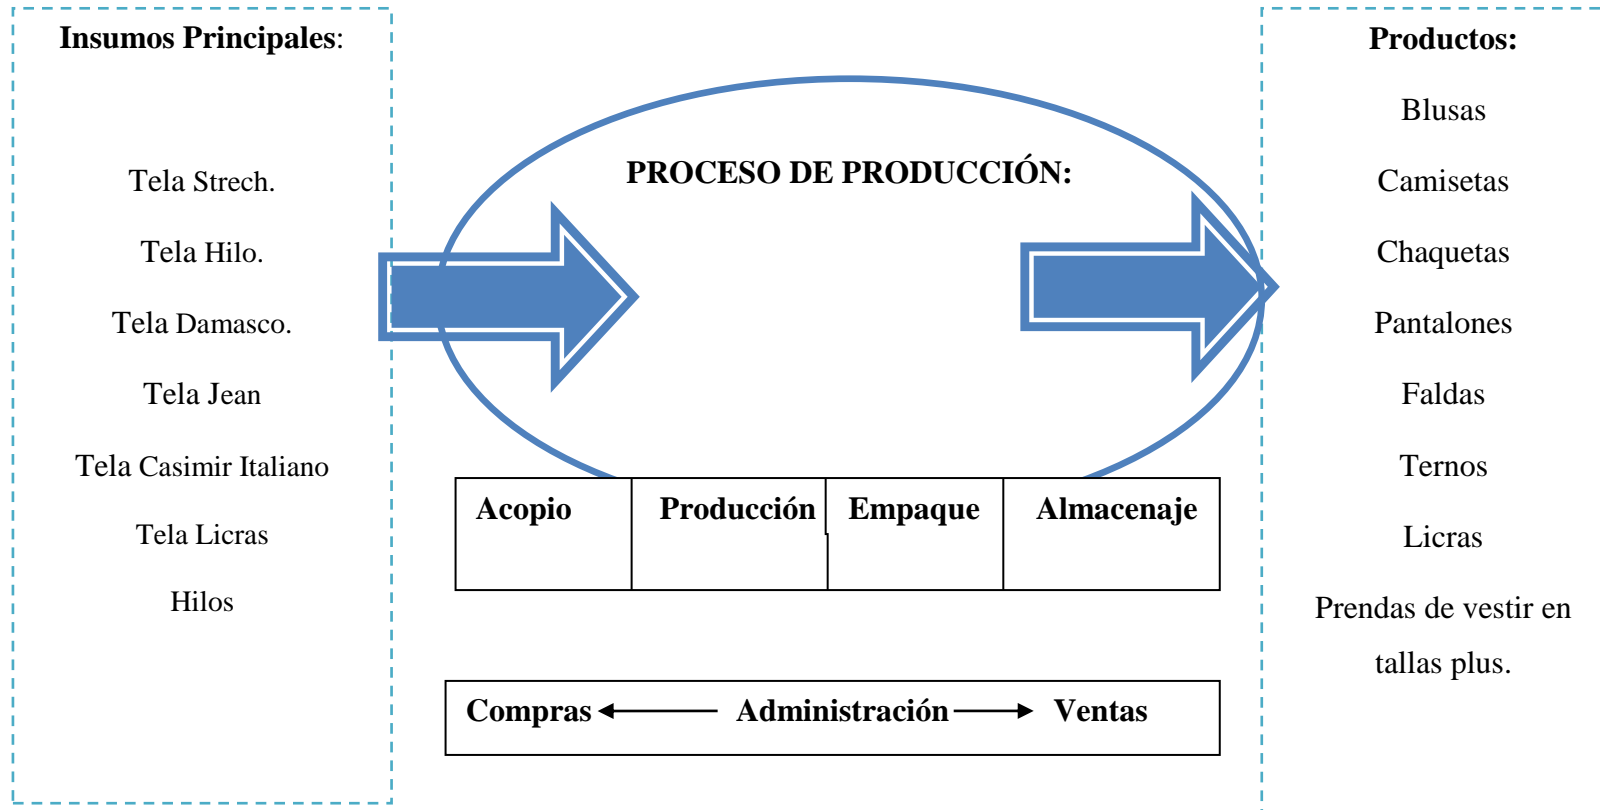 Insumos Principales:
Tela Strech.
Tela Hilo.
Tela Damasco.
Tela Jean
Tela Casimir Italiano
Tela Licras
Hilos
PROCESO DE PRODUCCIÓN:
Acopio Producción Empaque Almacenaje
Compras Administración Ventas
Productos:
Blusas
Camisetas
Chaquetas
Pantalones
Faldas
Ternos
Licras
Prendas de vestir en
tallas plus.